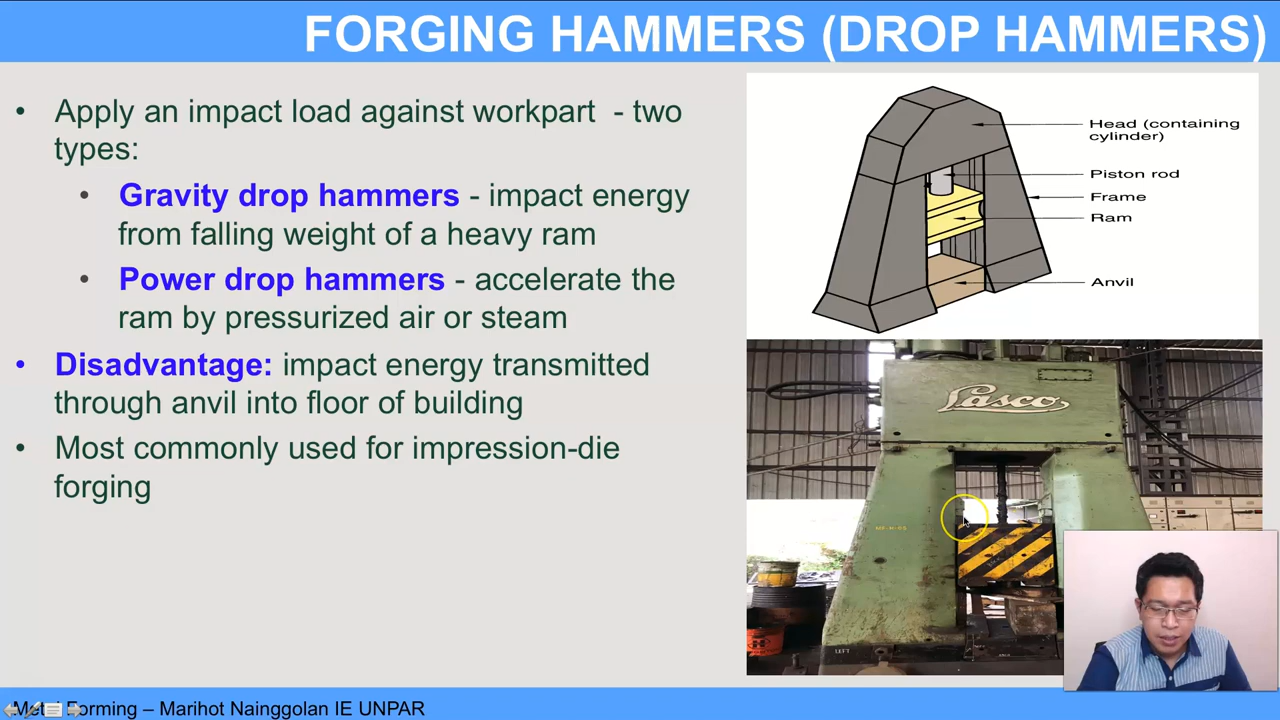 FORGING HAMMERS (DROP HAMMERS)
• Apply an impact load against workpart - two
types:
• Gravity drop hammers - impact energy
from falling weight of a heavy ram
• Power drop hammers - accelerate the
ram by pressurized air or steam
• Disadvantage: impact energy transmitted
through anvil into floor of building
• Most commonly used for impression-die
forging
Head (containing
cylinder)
Piston rod
Frame
Ram
Anvil
Lasco
LEFT
Metal Forming – Marihot Nainggolan IE UNPAR